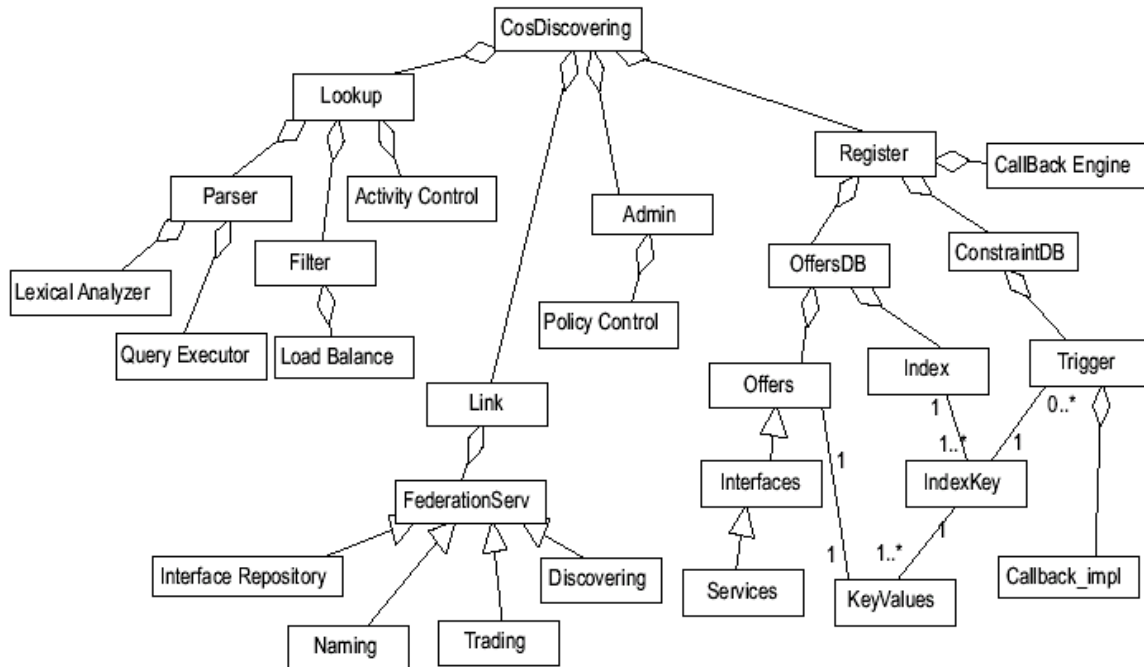 CosDiscovering
Lookup
Register
CallBack Engine
Parser
Activity Control
Admin
Filter
OffersDB
ConstraintDB
Lexical Analyzer
Policy Control
Query Executor
Load Balance
Offers
Index
Trigger
Link
1
0..*
1
1..*
1
Interfaces
IndexKey
FederationServ
1
1
1..*
Interface Repository
Discovering
Services
KeyValues
Callback_impl
Naming
Trading